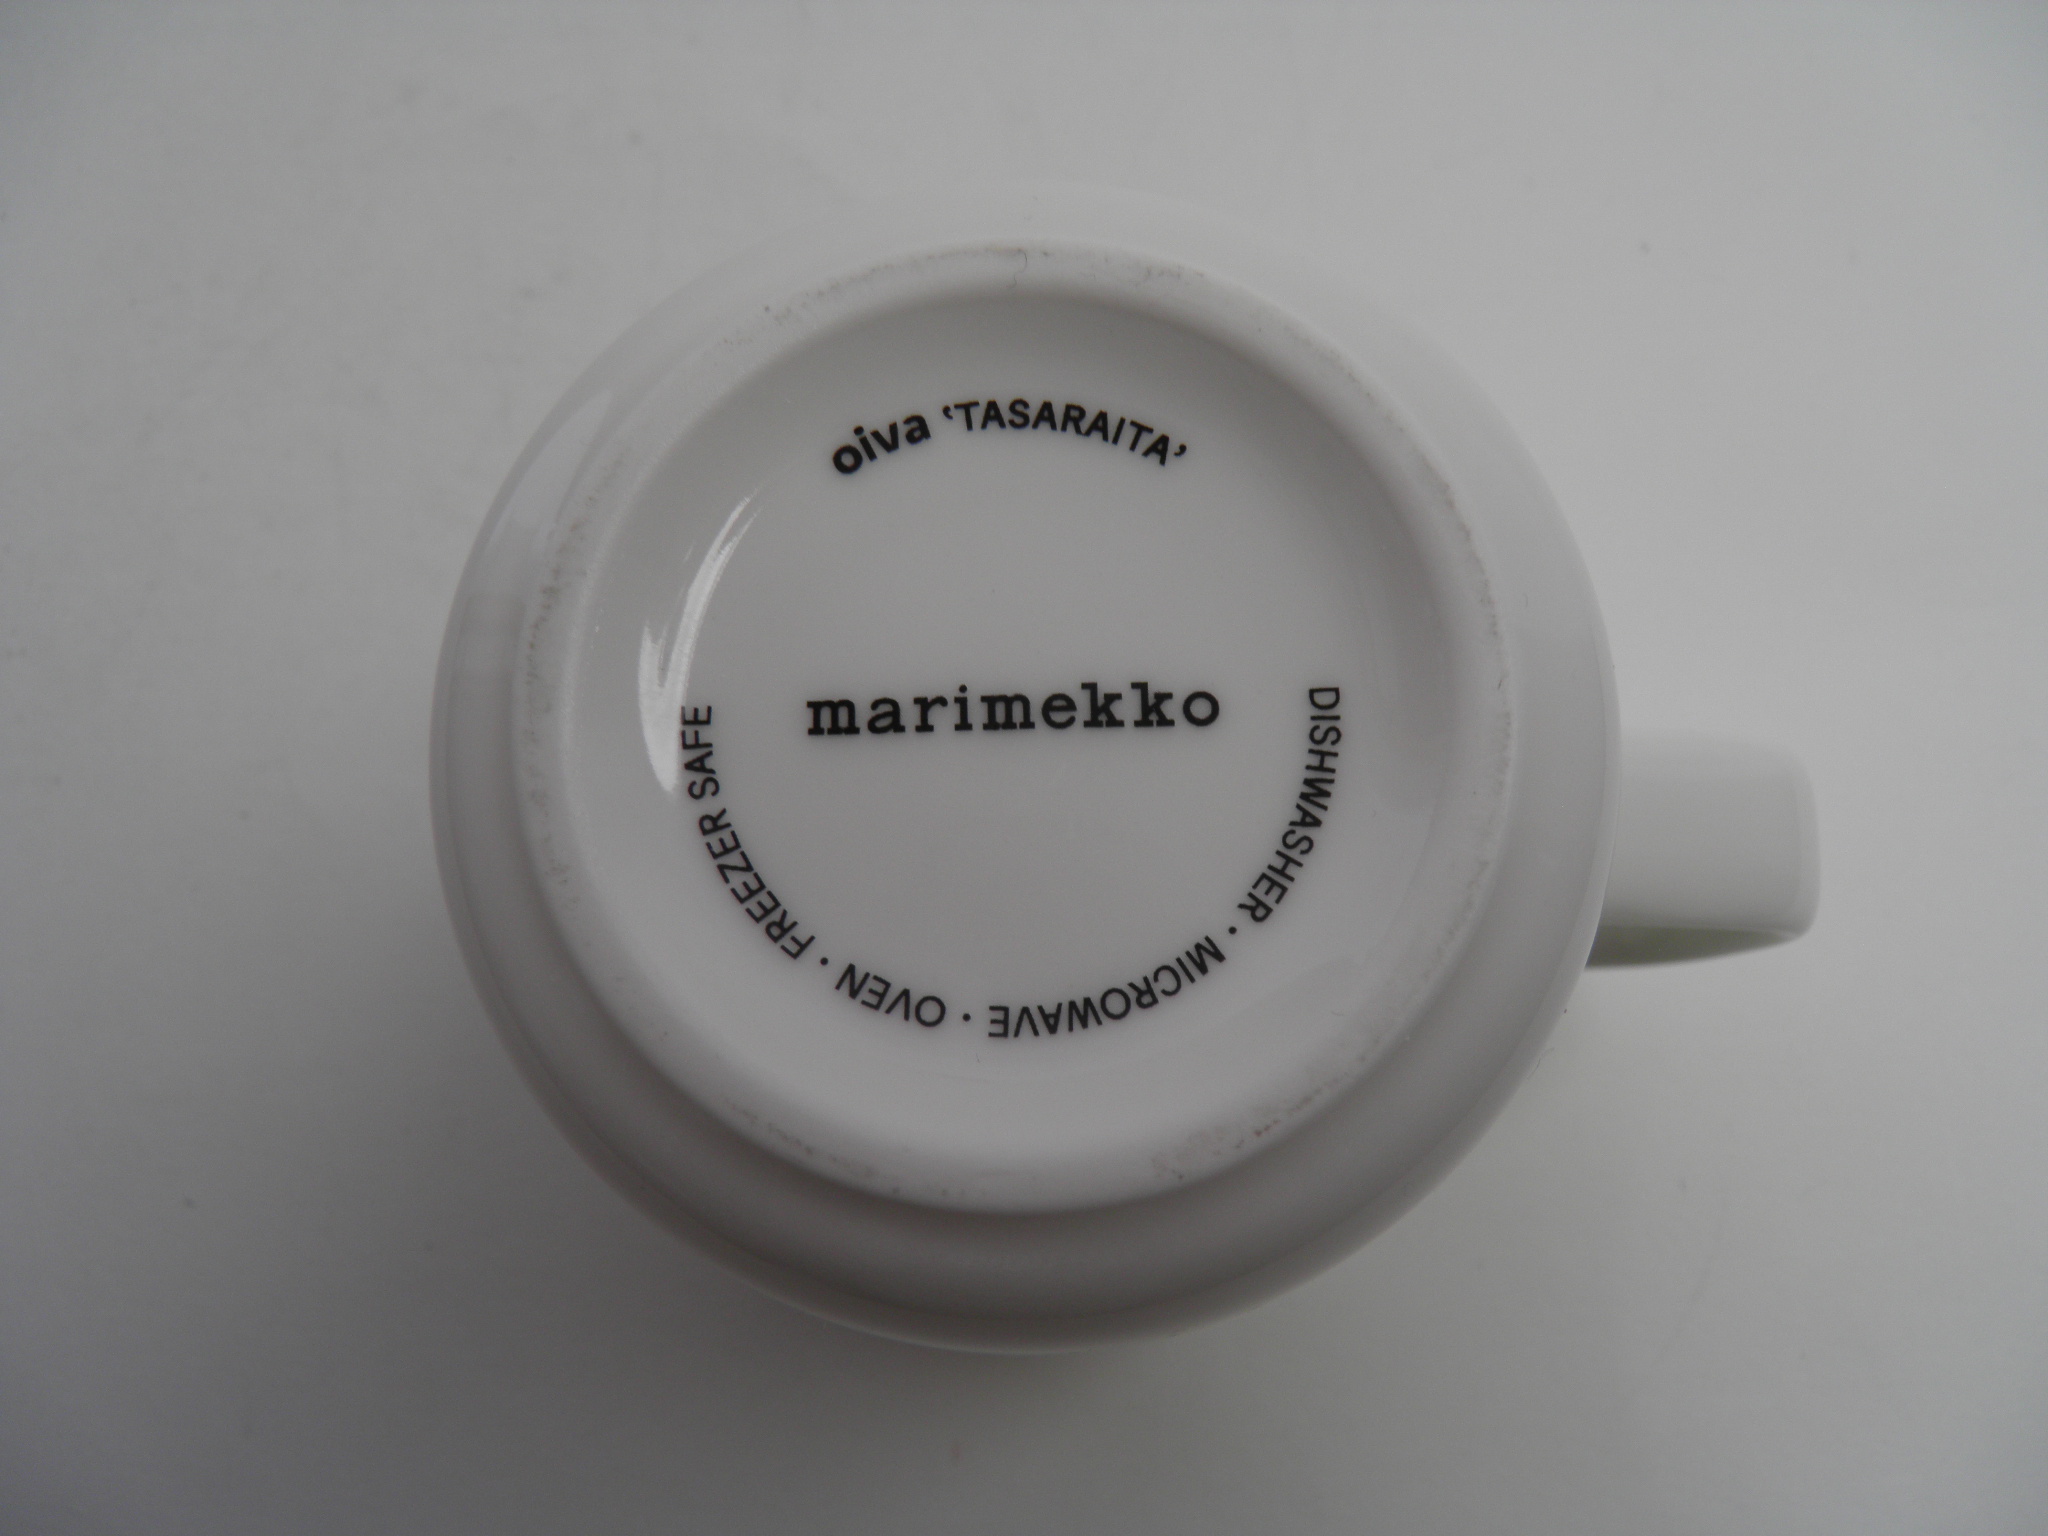 oiva ‘TASARAITA’
marimekko
DISHWASHER · MICROWAVE · OVEN · FREEZER SAFE